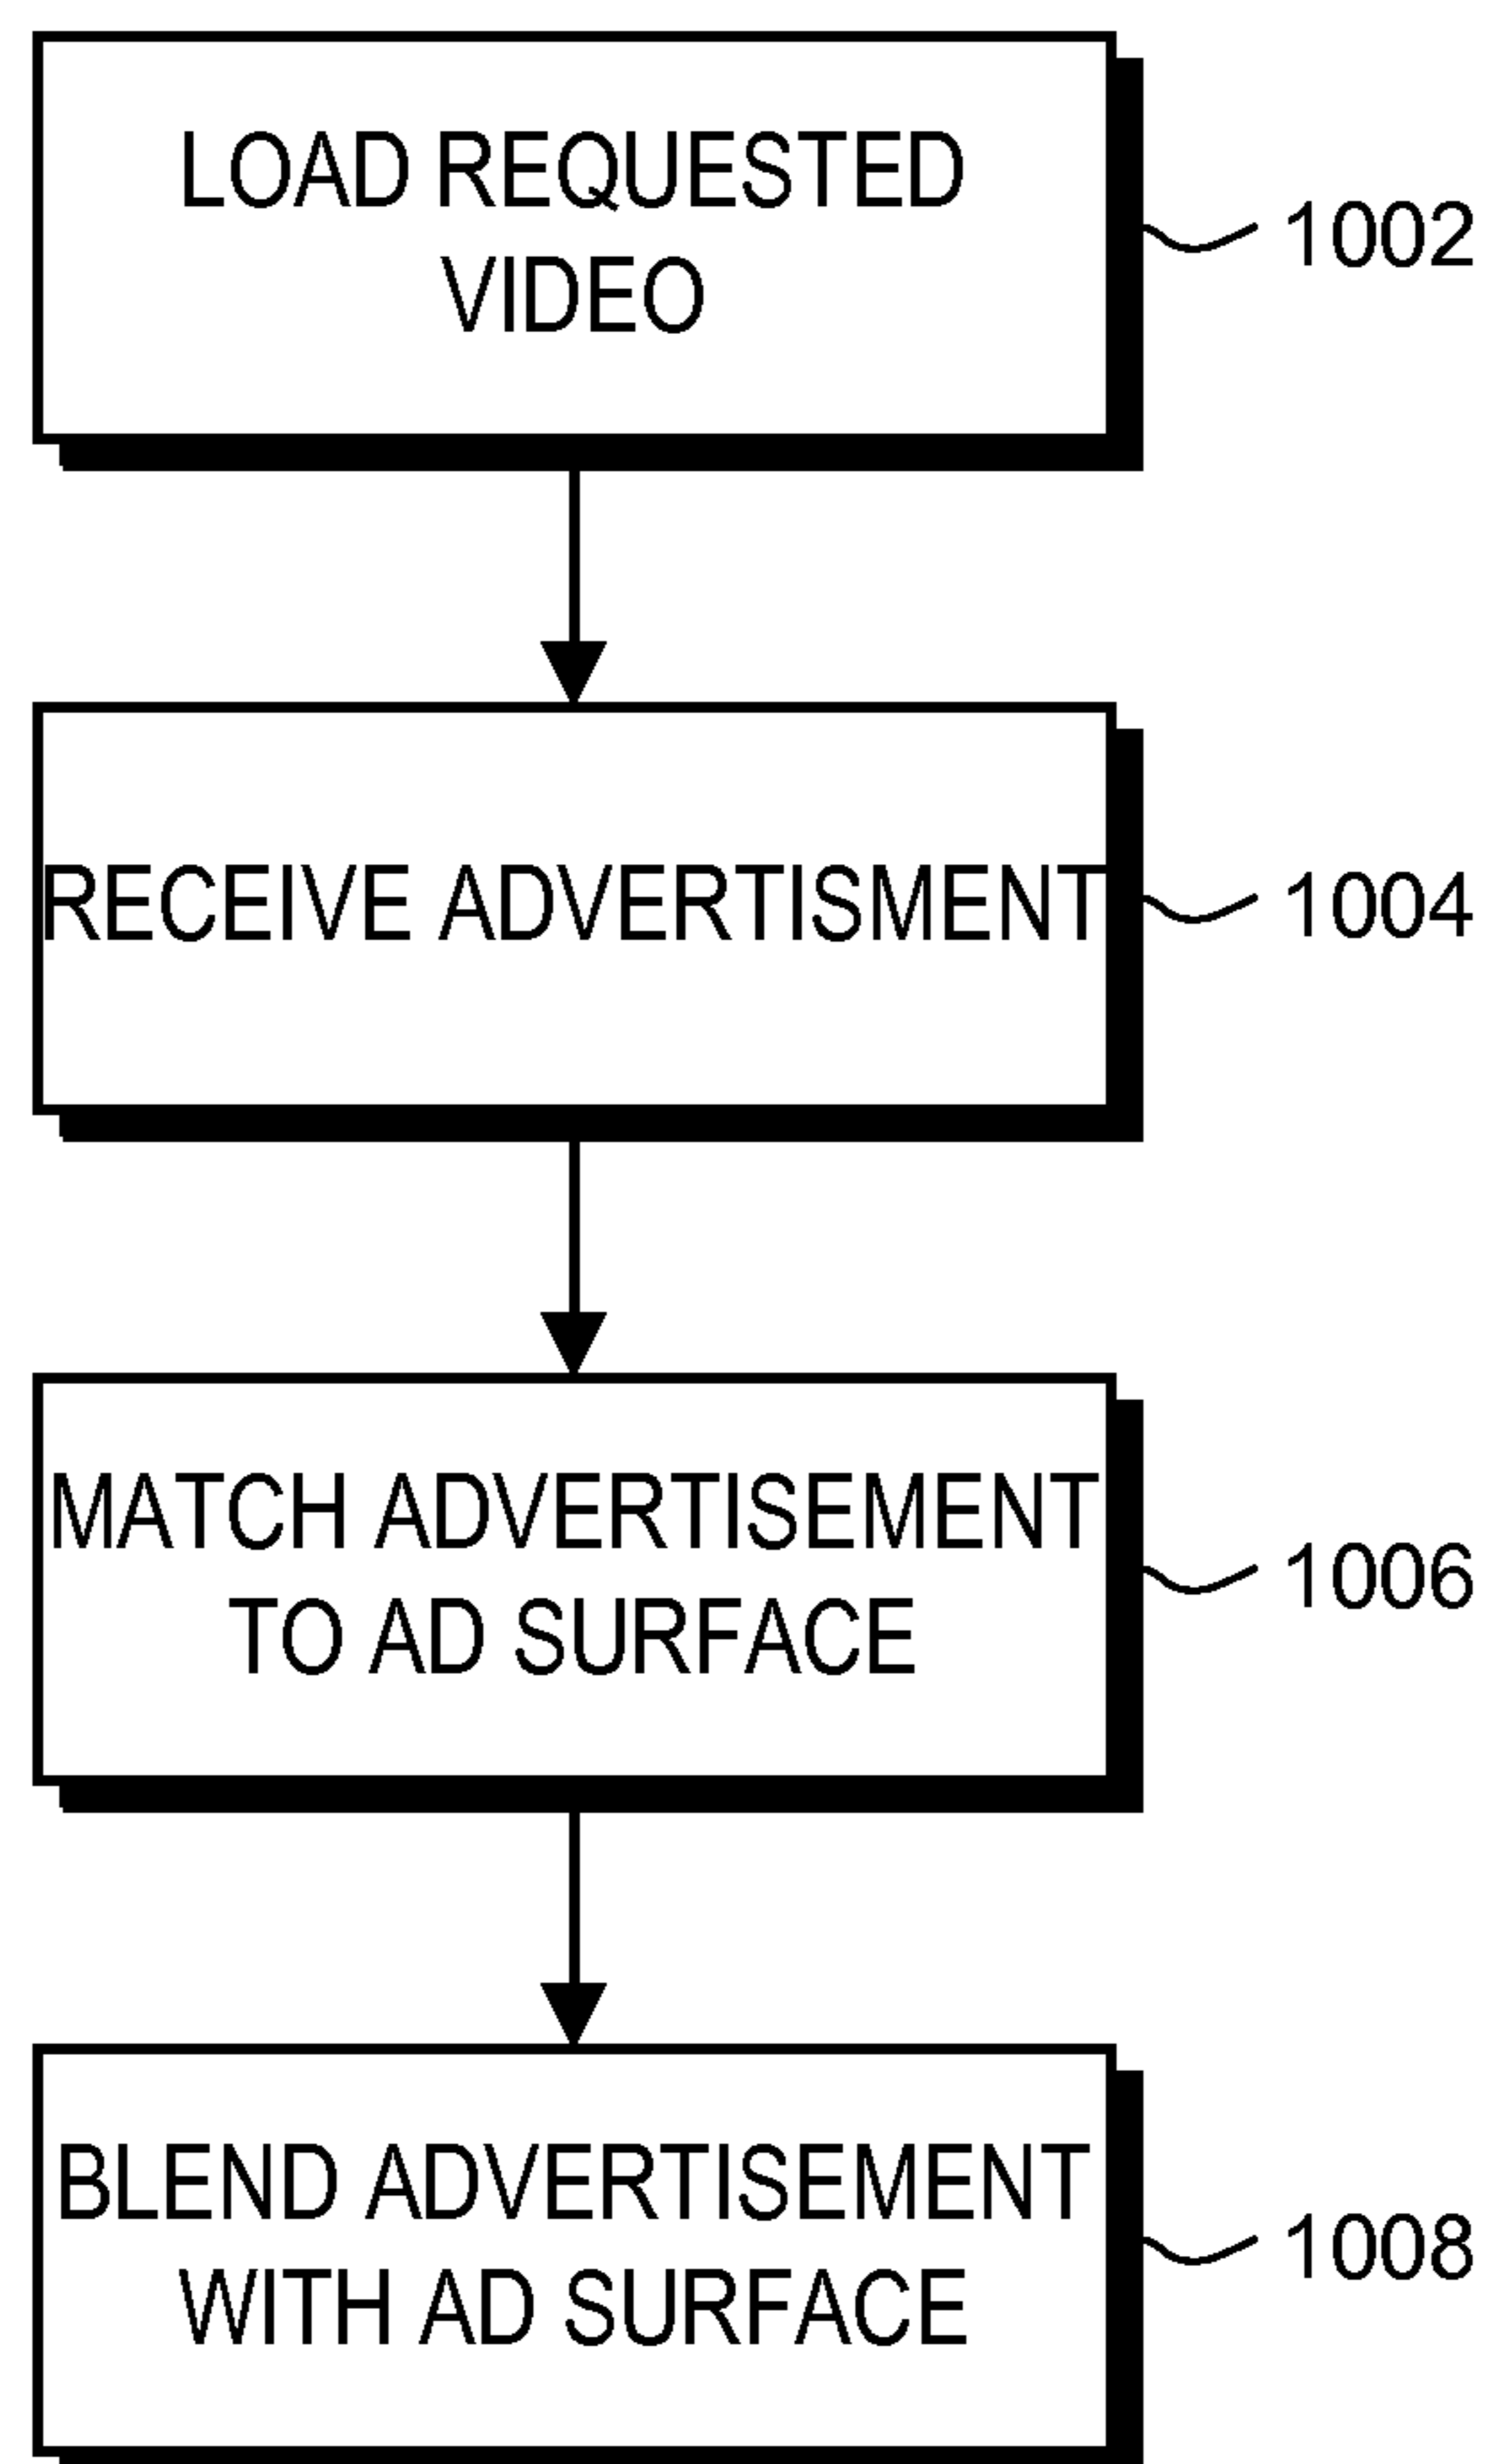 LOAD REQUESTED
VIDEO
1002
RECEIVE ADVERTISMENT
1004
MATCH ADVERTISEMENT
TO AD SURFACE
1006
BLEND ADVERTISEMENT
WITH AD SURFACE
1008